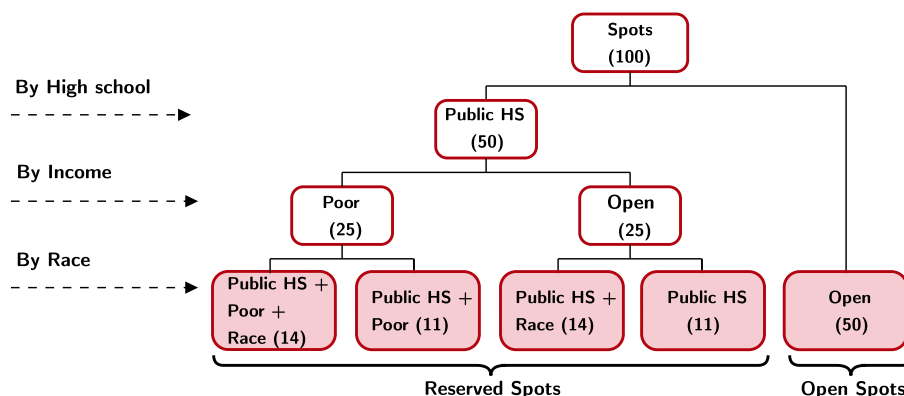 Spots
(100)
By High school
Public HS
(50)
By Income
Poor
(25)
Open
(25)
By Race
Public HS +
Poor +
Race (14)
Public HS +
Poor (11)
Public HS +
Race (14)
Public HS
(11)
Open
(50)
Reserved Spots
Open Spots